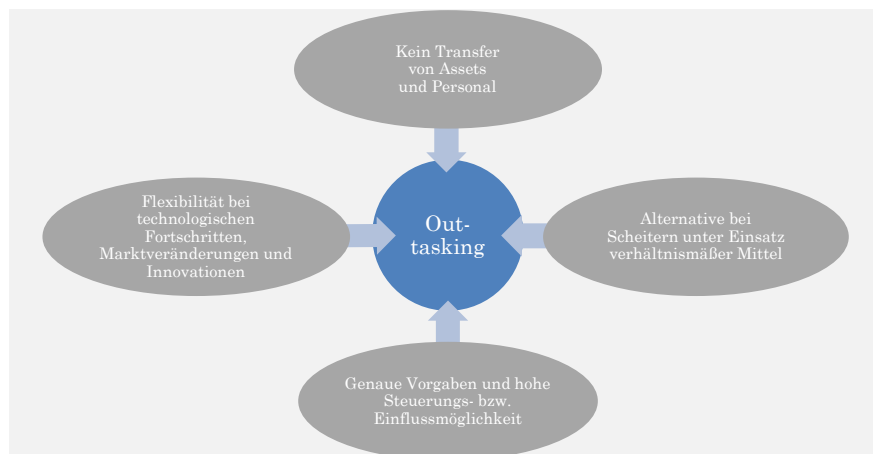 Kein Transfer
von Assets
und Personal
Flexibilität bei
technologischen
Fortschritten,
Marktveränderungen und
Innovationen
Out-
tasking
Alternative bei
Scheitern unter Einsatz
verhältnismäßer Mittel
Genaue Vorgaben und hohe
Steuerungs- bzw.
Einflussmöglichkeit